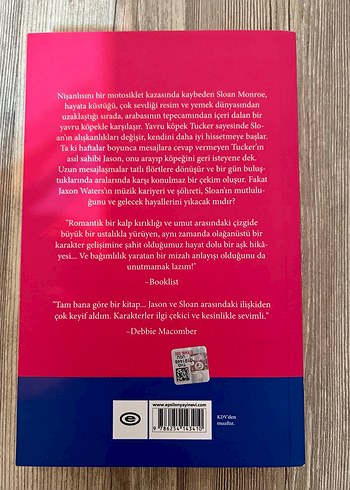 Nişanlısını bir motosiklet kazasında kaybeden Sloan Monroe,
hayata küstüğü, çok sevdiği resim ve yemek dünyasından
uzaklaştığı sırada, arabasının tepecamından içeri dalan bir
yavru köpekle karşılaşır. Yavru köpek Tucker sayesinde Slo-
an'ın alışkanlıkları değişir, kendini daha iyi hissetmeye başlar.
Ta ki haftalar boyunca mesajlara cevap vermeyen Tucker'ın
asıl sahibi Jason, onu arayıp köpeğini geri isteyene dek.
Uzun mesajlaşmalar tatlı flörtlere dönüşür ve bir gün buluş-
tuklarında aralarında karşı konulmaz bir çekim oluşur. Fakat
Jaxon Waters'ın müzik kariyeri ve şöhreti, Sloan'ın mutlulu-
ğunu ve gelecek hayallerini yıkacak mıdır?
"Romantik bir kalp kırıklığı ve umut arasındaki çizgide
büyük bir ustalıkla yürüyen, aynı zamanda olağanüstü bir
karakter gelişimine şahit olduğumuz hayat dolu bir aşk hikâ-
yesi... Ve bağımlılık yaratan bir mizah anlayışı olduğunu da
unutmamak lazım!"
–Booklist
"Tam bana göre bir kitap... Jason ve Sloan arasındaki ilişkiden
çok keyif aldım. Karakterler ilgi çekici ve kesinlikle sevimli."
–Debbie Macomber
www.epsilonyayinevi.com
e
9 786254 143410
KDV'den
muaftır.